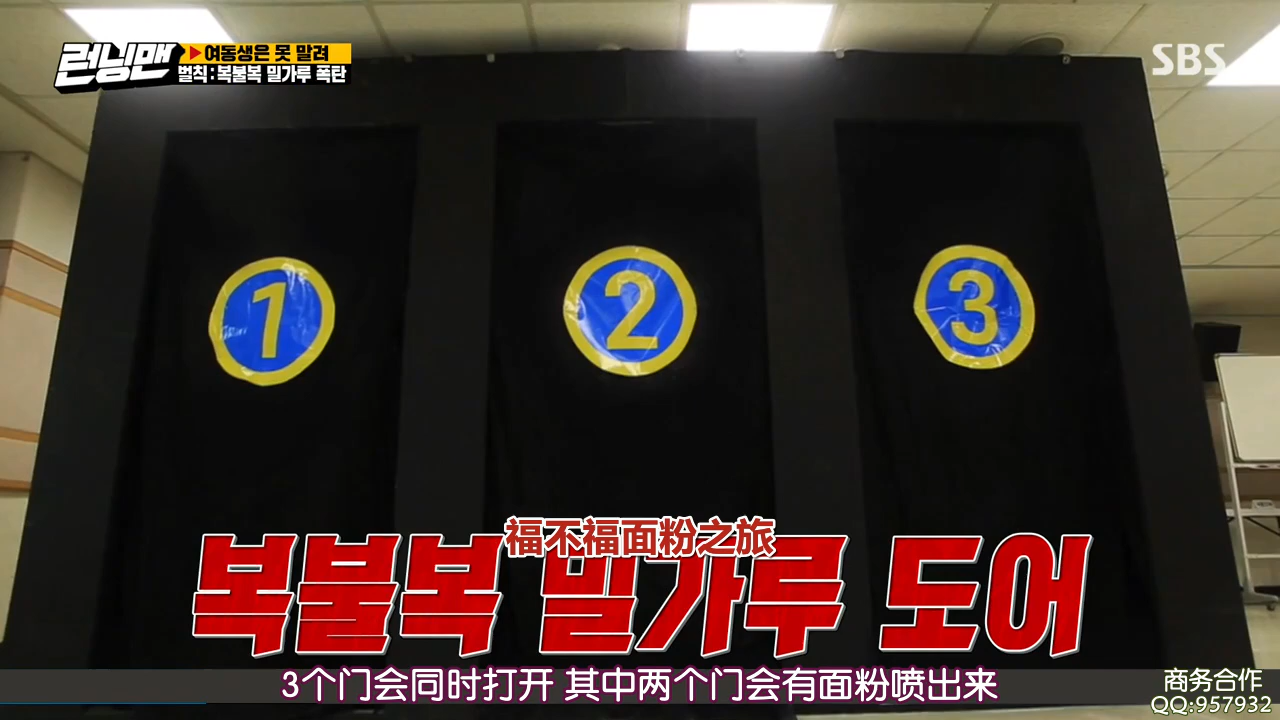 런닝맨
▶여동생은 못 말려
벌칙:복불복 밀가루 폭탄
SBS
1
2
3
福不福面粉之旅
복불복 밀가루 도어
3个门会同时打开 其中两个门会有面粉喷出来
商务合作
QQ:957932